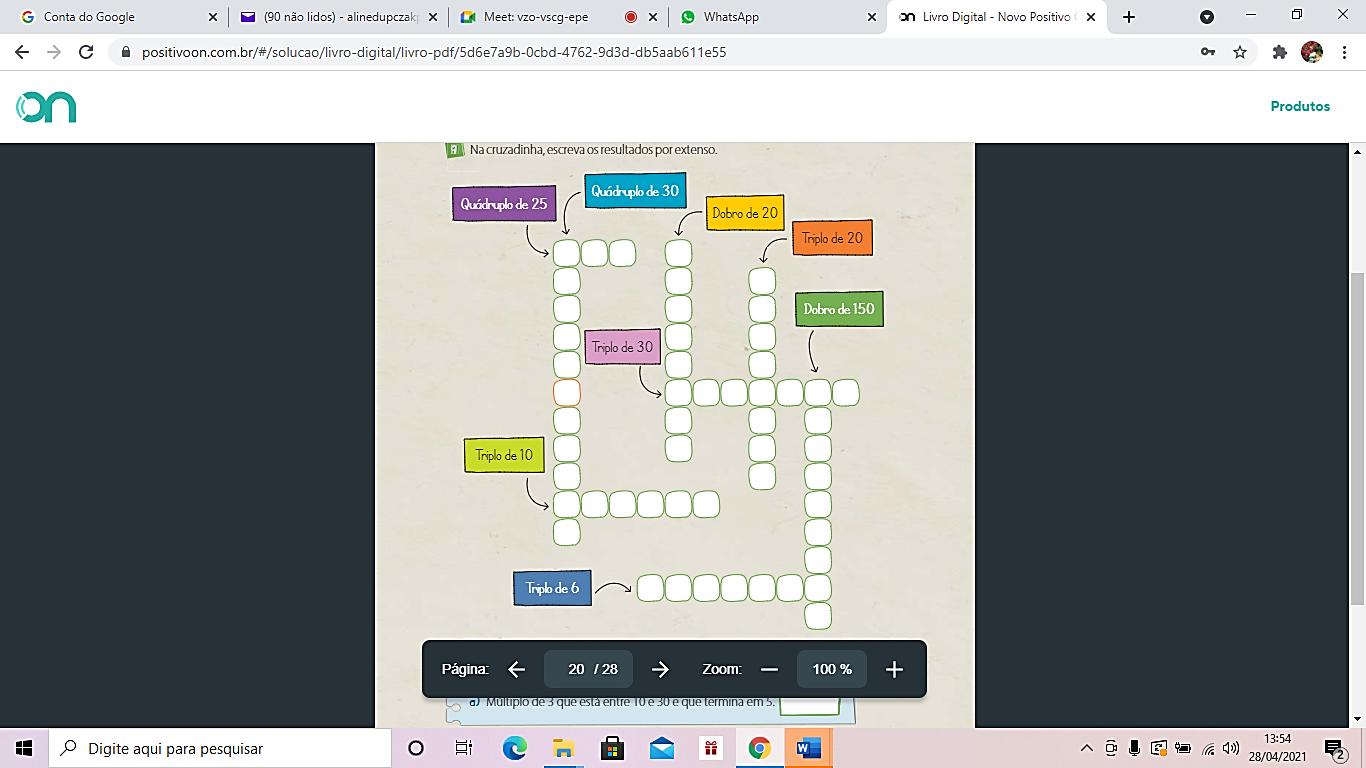 Conta do Google
(90 não lidos) - alinedupczakp
Meet: vzo-vscg-epe
WhatsApp
Livro Digital - Novo Positivo
positivoon.com.br/#/solucao/livro-digital/livro-pdf/5d6e7a9b-0cbd-4762-9d3d-db5aab611e55
on
Produtos
Na cruzadinha, escreva os resultados por extenso.
Quádruplo de 30
Quádruplo de 25
Dobro de 20
Triplo de 20
Dobro de 150
Triplo de 30
Triplo de 10
Triplo de 6
Página: 20 / 28 Zoom: 100 %
a) Múltiplo de 3 que está entre 10 e 30 e que termina em 5.
Digite aqui para pesquisar
13:54
28/04/2021
2